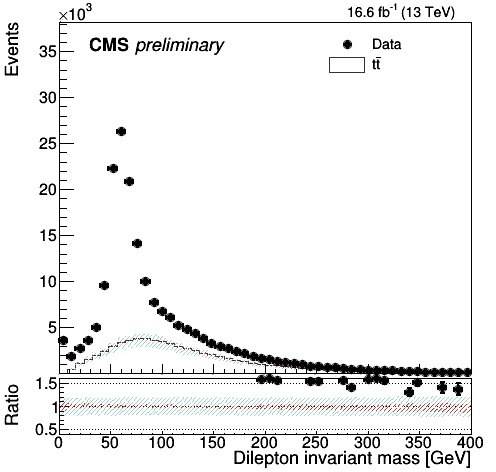 ×10³
16.6 fb⁻¹ (13 TeV)
Events
CMS preliminary
Data
tt̄
35
30
25
20
15
10
5
Ratio
1.5
1
0.5
0 50 100 150 200 250 300 350 400
Dilepton invariant mass [GeV]